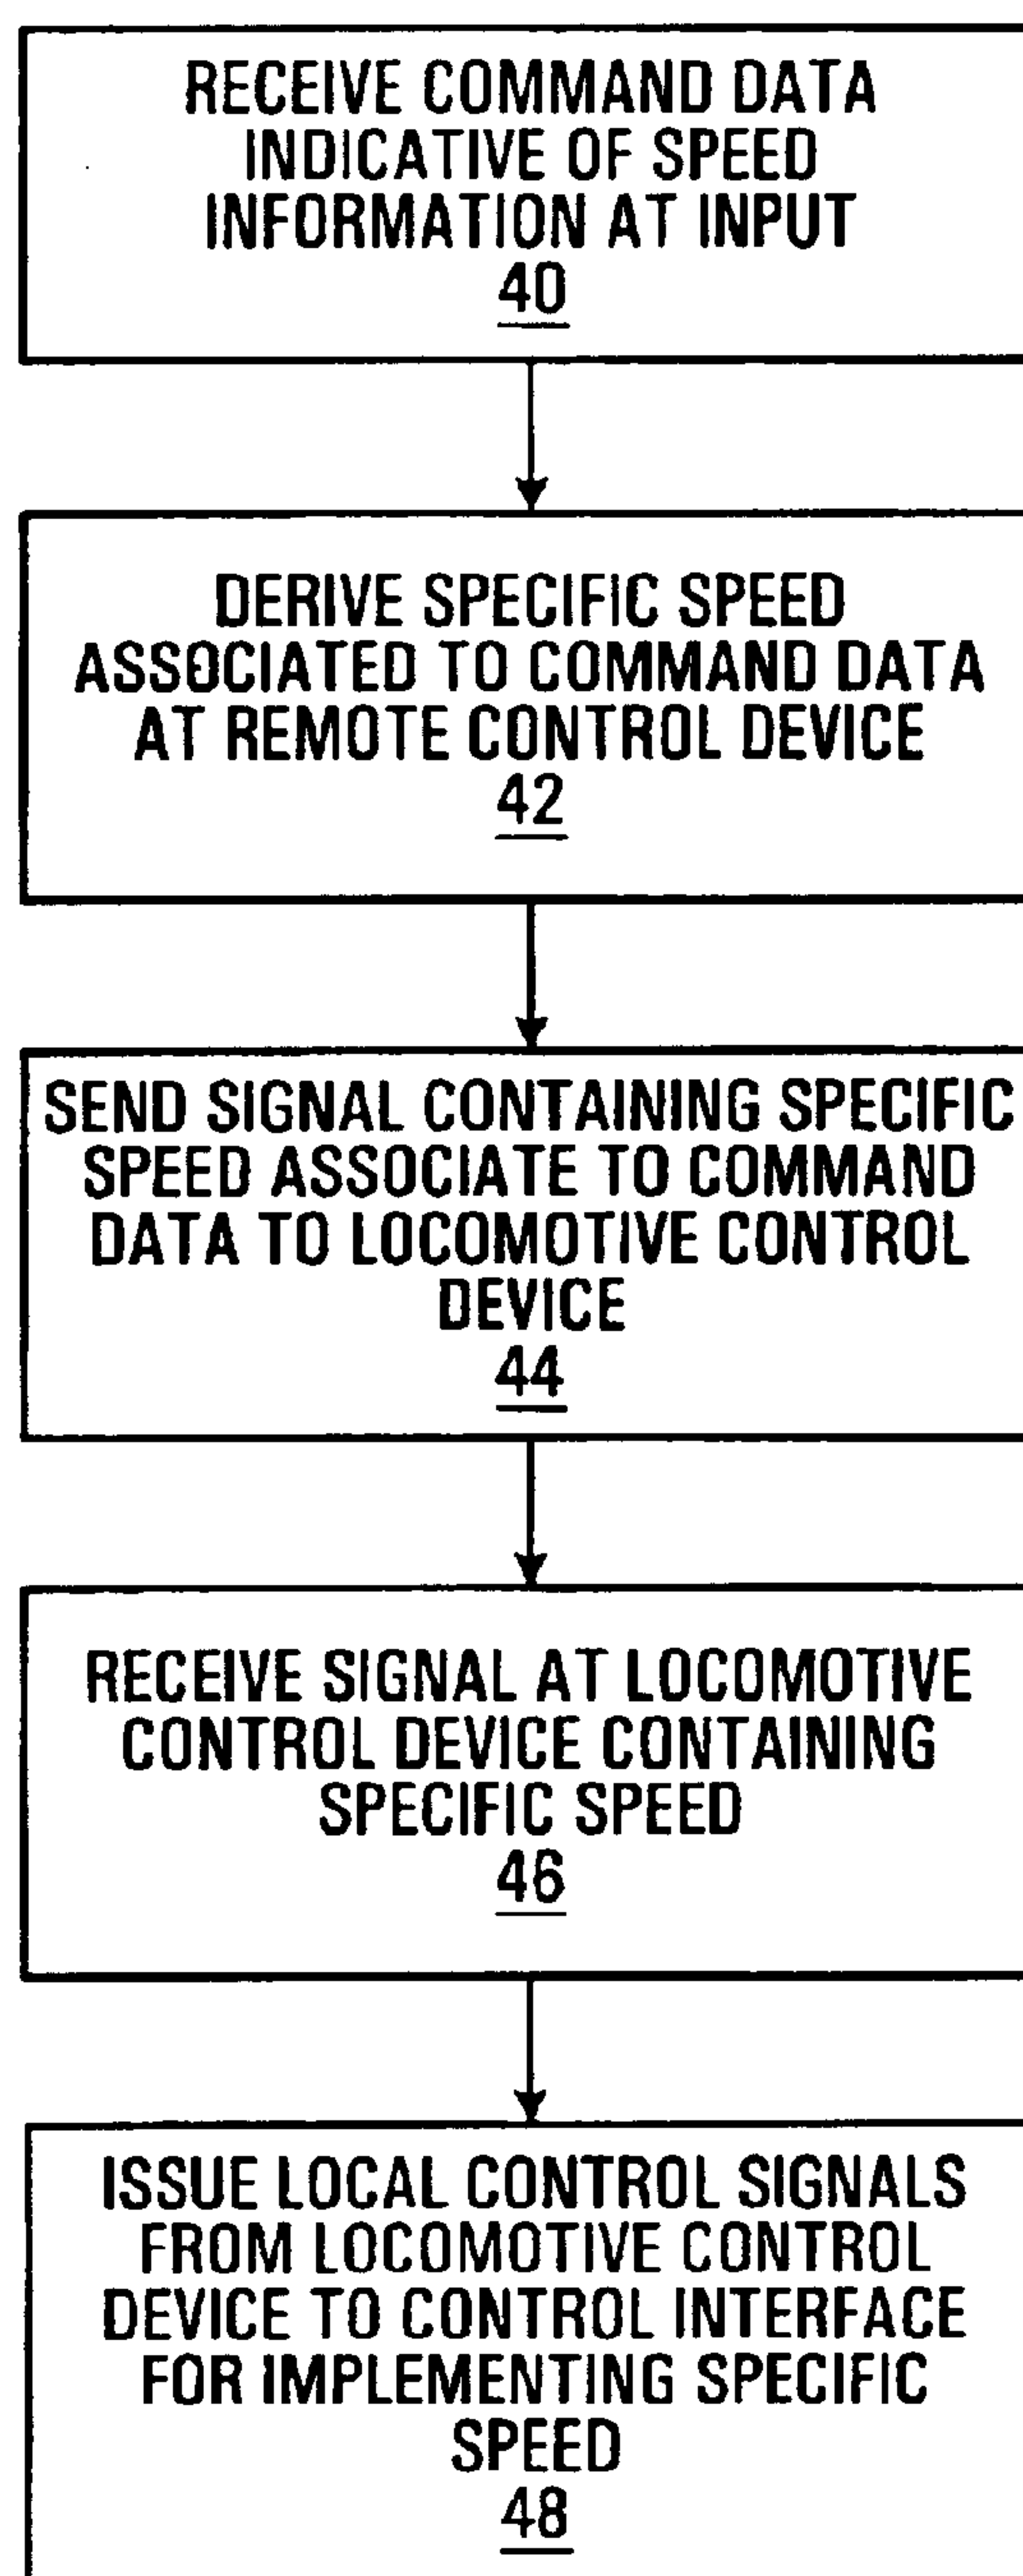 RECEIVE COMMAND DATA
INDICATIVE OF SPEED
INFORMATION AT INPUT
40
DERIVE SPECIFIC SPEED
ASSOCIATED TO COMMAND DATA
AT REMOTE CONTROL DEVICE
42
SEND SIGNAL CONTAINING SPECIFIC
SPEED ASSOCIATE TO COMMAND
DATA TO LOCOMOTIVE CONTROL
DEVICE
44
RECEIVE SIGNAL AT LOCOMOTIVE
CONTROL DEVICE CONTAINING
SPECIFIC SPEED
46
ISSUE LOCAL CONTROL SIGNALS
FROM LOCOMOTIVE CONTROL
DEVICE TO CONTROL INTERFACE
FOR IMPLEMENTING SPECIFIC
SPEED
48